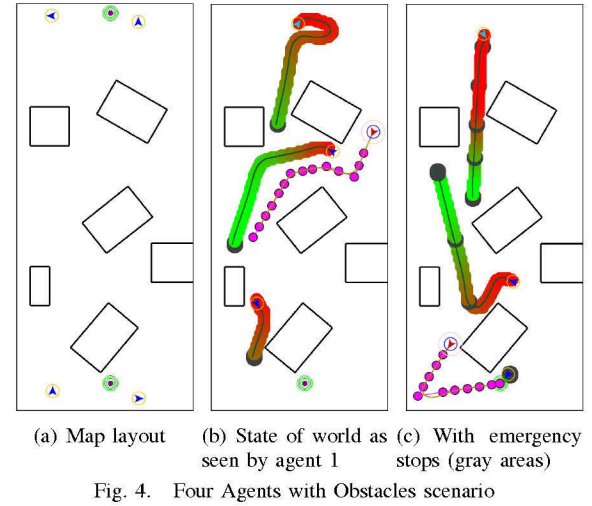 (a) Map layout
(b) State of world as
seen by agent 1
(c) With emergency
stops (gray areas)
Fig. 4. Four Agents with Obstacles scenario